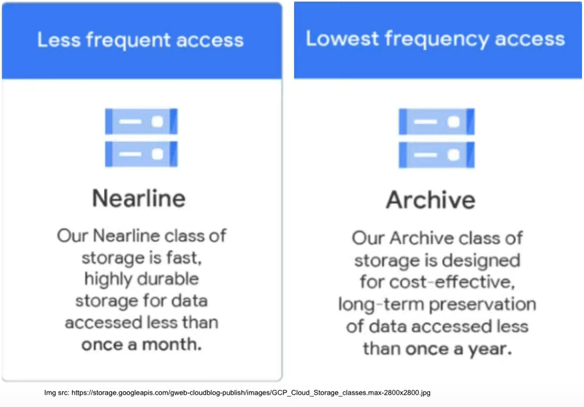 Less frequent access
Nearline
Our Nearline class of
storage is fast,
highly durable
storage for data
accessed less than
once a month.
Lowest frequency access
Archive
Our Archive class of
storage is designed
for cost-effective,
long-term preservation
of data accessed less
than once a year.
Img src: https://storage.googleapis.com/gweb-cloudblog-publish/images/GCP_Cloud_Storage_classes.max-2800x2800.jpg